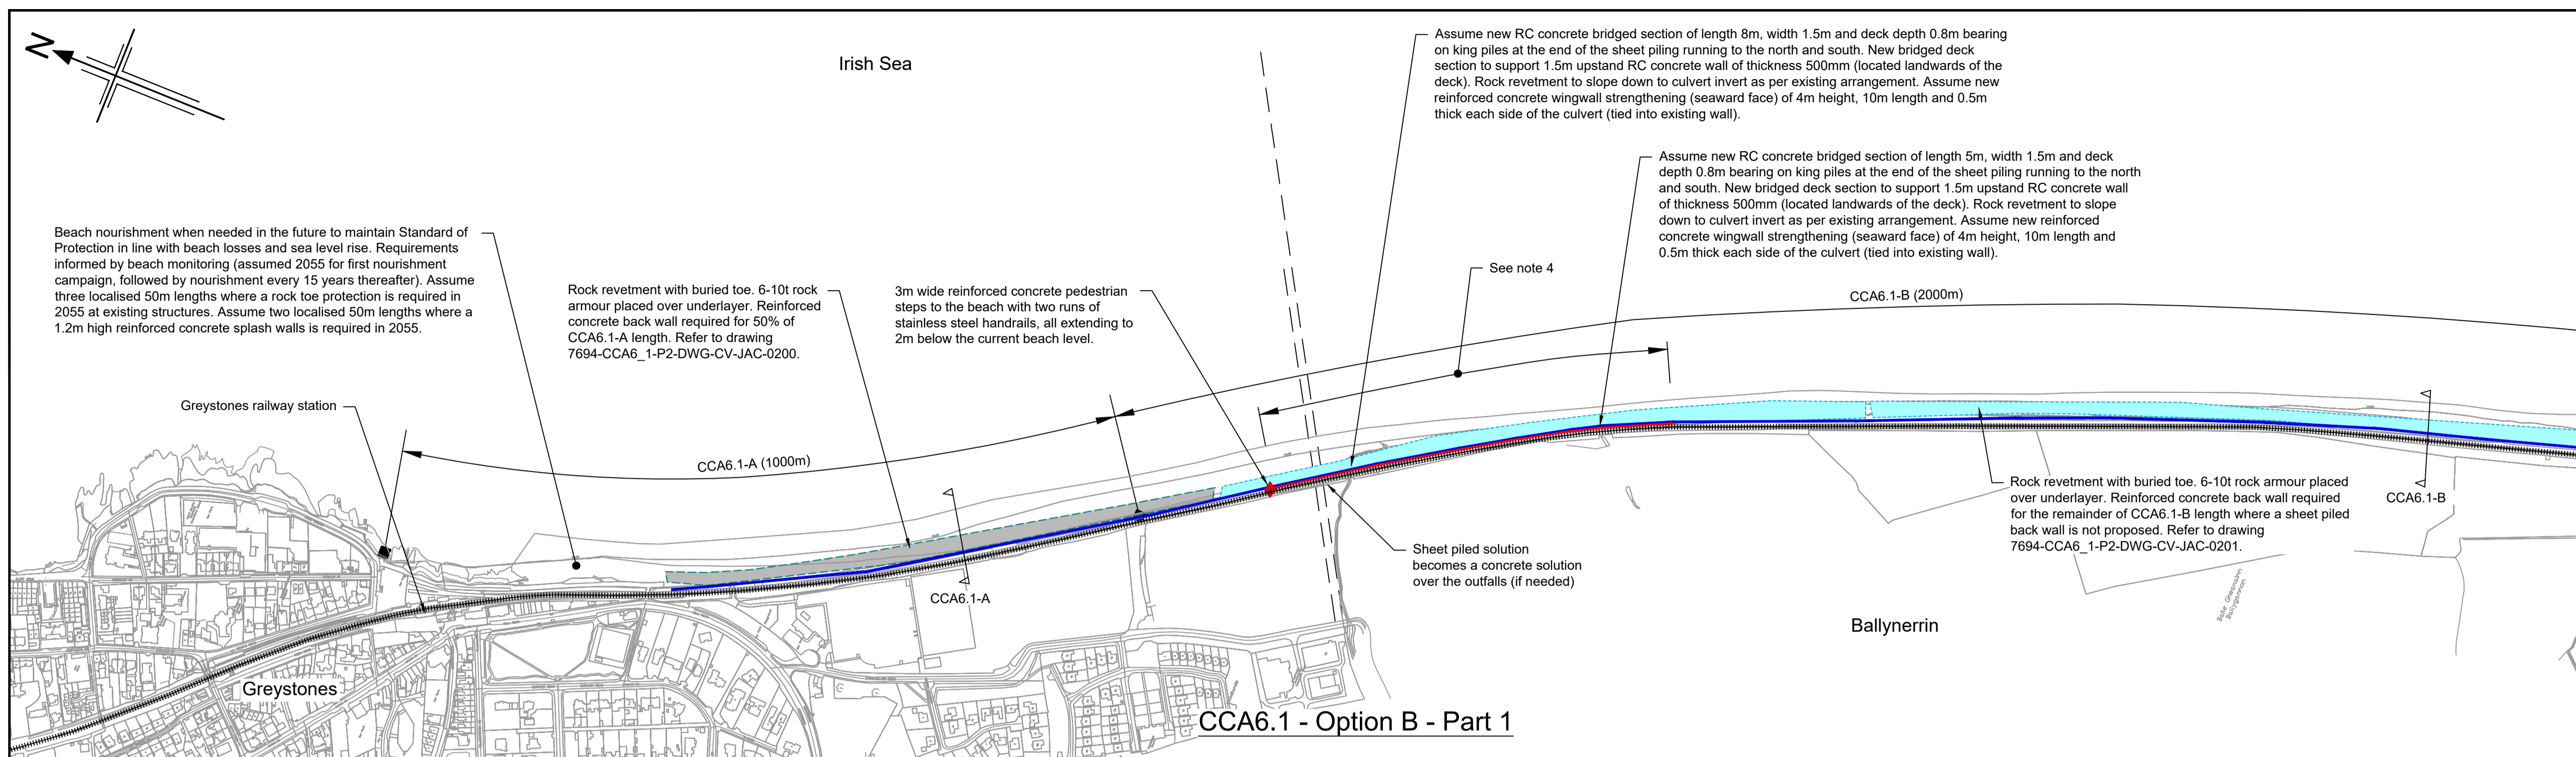 N
Irish Sea
Assume new RC concrete bridged section of length 8m, width 1.5m and deck depth 0.8m bearing
on king piles at the end of the sheet piling running to the north and south. New bridged deck
section to support 1.5m upstand RC concrete wall of thickness 500mm (located landwards of the
deck). Rock revetment to slope down to culvert invert as per existing arrangement. Assume new
reinforced concrete wingwall strengthening (seaward face) of 4m height, 10m length and 0.5m
thick each side of the culvert (tied into existing wall).
Assume new RC concrete bridged section of length 5m, width 1.5m and deck
depth 0.8m bearing on king piles at the end of the sheet piling running to the north
and south. New bridged deck section to support 1.5m upstand RC concrete wall
of thickness 500mm (located landwards of the deck). Rock revetment to slope
down to culvert invert as per existing arrangement. Assume new reinforced
concrete wingwall strengthening (seaward face) of 4m height, 10m length and
0.5m thick each side of the culvert (tied into existing wall).
Beach nourishment when needed in the future to maintain Standard of
Protection in line with beach losses and sea level rise. Requirements
informed by beach monitoring (assumed 2055 for first nourishment
campaign, followed by nourishment every 15 years thereafter). Assume
three localised 50m lengths where a rock toe protection is required in
2055 at existing structures. Assume two localised 50m lengths where a
1.2m high reinforced concrete splash walls is required in 2055.
Rock revetment with buried toe. 6-10t rock
armour placed over underlayer. Reinforced
concrete back wall required for 50% of
CCA6.1-A length. Refer to drawing
7694-CCA6_1-P2-DWG-CV-JAC-0200.
3m wide reinforced concrete pedestrian
steps to the beach with two runs of
stainless steel handrails, all extending to
2m below the current beach level.
See note 4
CCA6.1-B (2000m)
Greystones railway station
CCA6.1-A (1000m)
Rock revetment with buried toe. 6-10t rock armour placed
over underlayer. Reinforced concrete back wall required
for the remainder of CCA6.1-B length where a sheet piled
back wall is not proposed. Refer to drawing
7694-CCA6_1-P2-DWG-CV-JAC-0201.
CCA6.1-B
Sheet piled solution
becomes a concrete solution
over the outfalls (if needed)
CCA6.1-A
Ballygannon
Ballynerrin
Greystones
CCA6.1 - Option B - Part 1